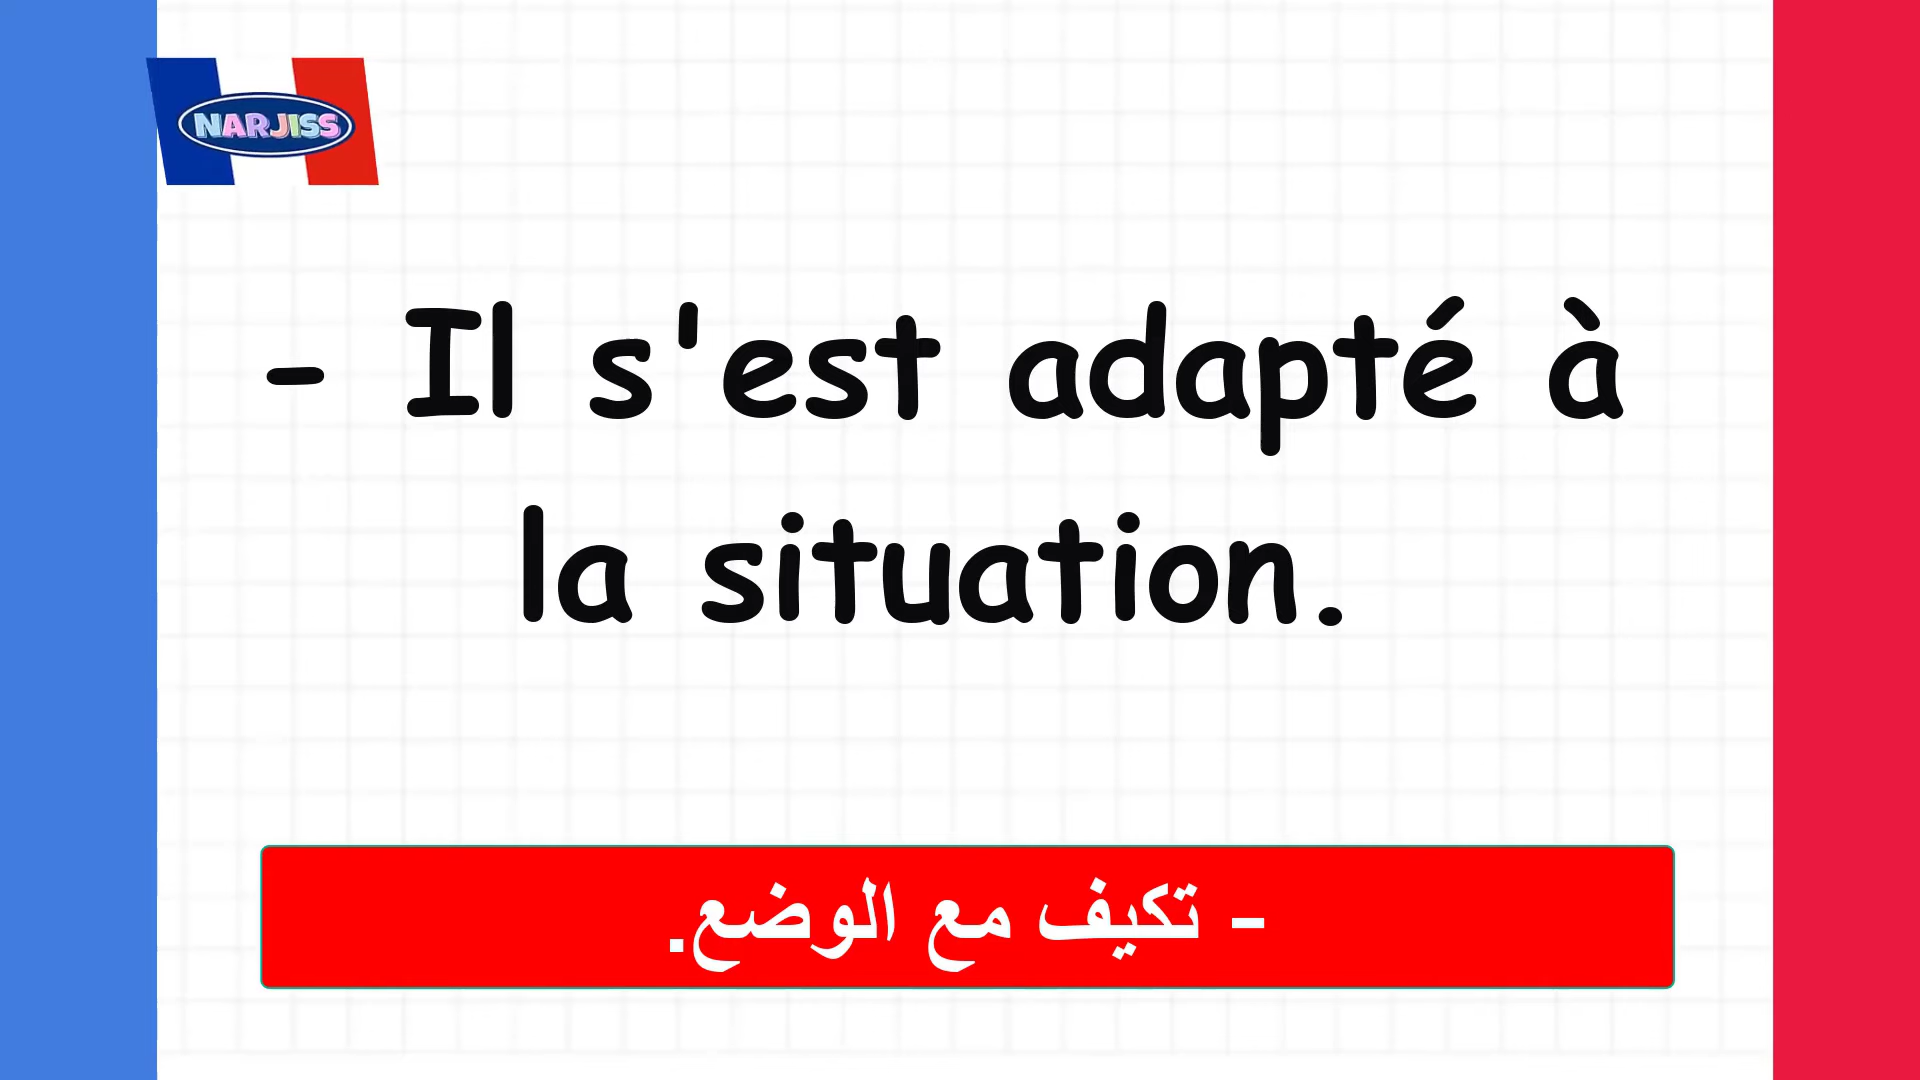 NARJISS
- Il s'est adapté à
la situation.
- تكيف مع الوضع.